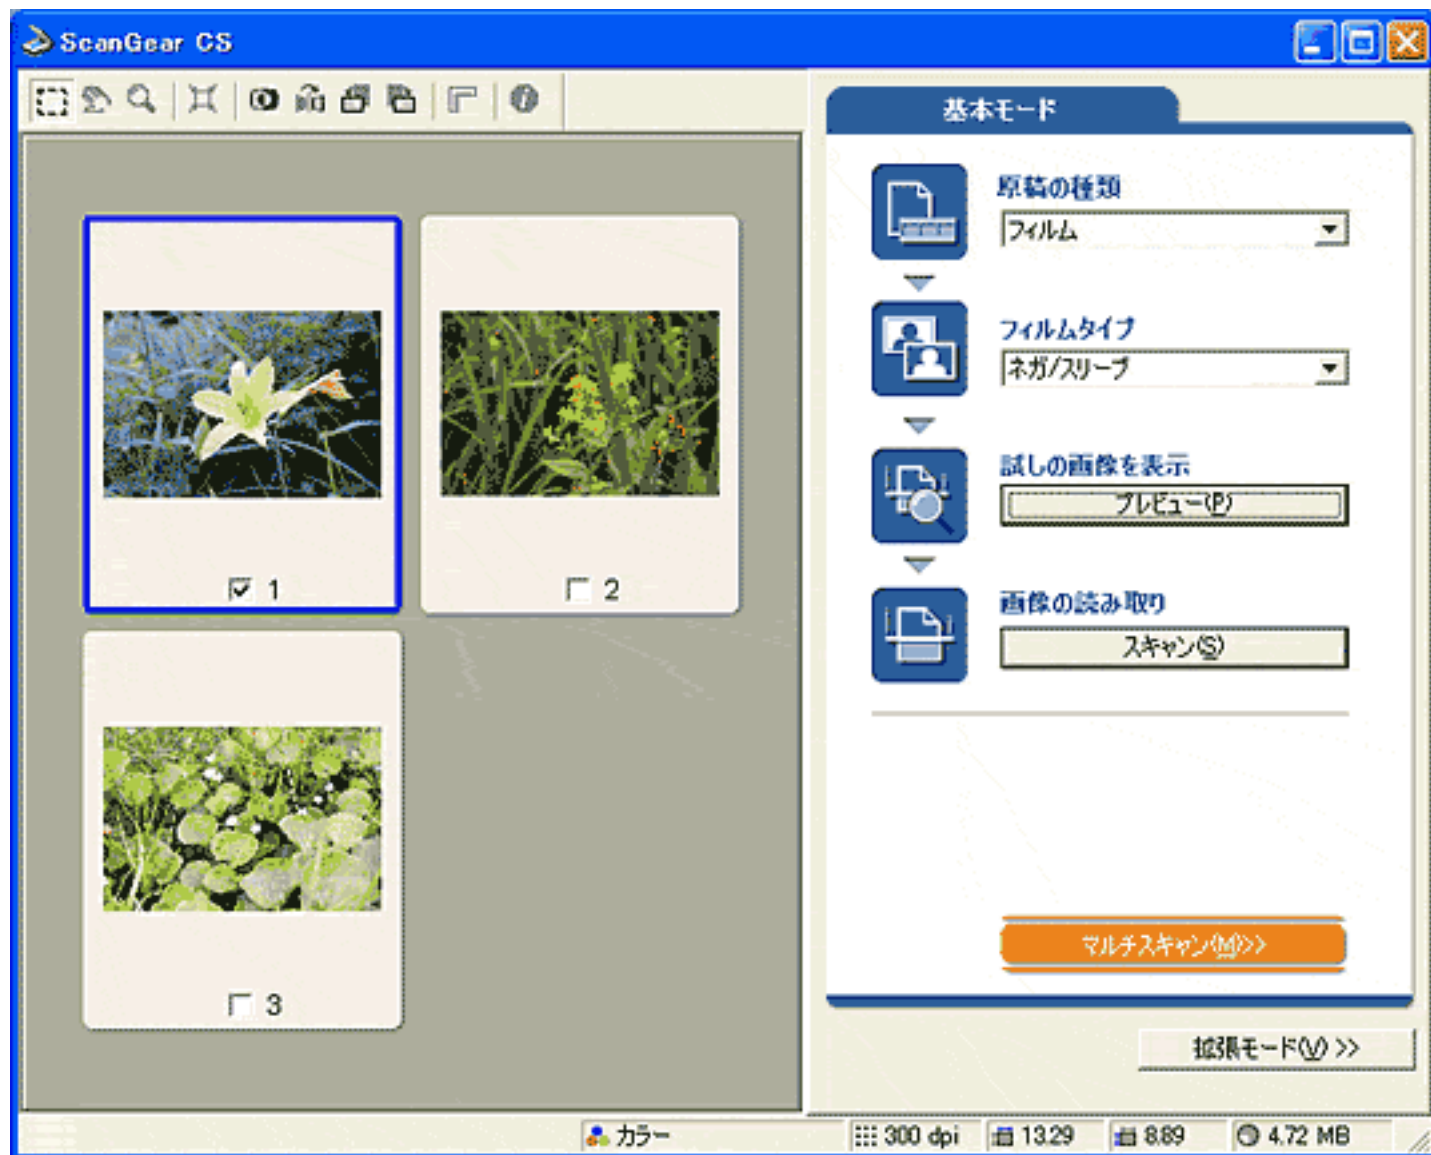 ScanGear CS
基本モード
原稿の種類
フィルム
フィルムタイプ
ネガ/スリーブ
試しの画像を表示
プレビュー(P)
画像の読み取り
スキャン(S)
1
2
3
マルチスキャン(M)>>
拡張モード(V) >>
カラー
300 dpi
13.29
8.89
4.72 MB